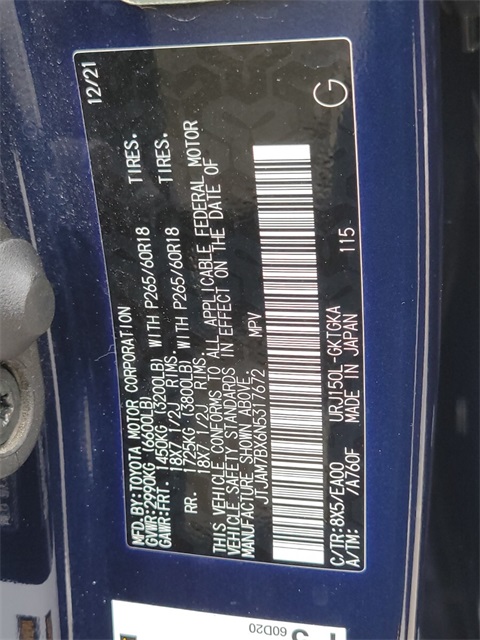 MFD.BY:TOYOTA MOTOR CORPORATION 12/21
GVWR:2990KG (6600LB)
GAWR:FRT. 1450KG (3200LB) WITH P265/60R18 TIRES.
18X7 1/2J RIMS.
RR. 1725KG (3800LB) WITH P265/60R18 TIRES.
18X7 1/2J RIMS.
THIS VEHICLE CONFORMS TO ALL APPLICABLE FEDERAL MOTOR
VEHICLE SAFETY STANDARDS IN EFFECT ON THE DATE OF
MANUFACTURE SHOWN ABOVE.
JTJAM7BX6N5317672 MPV
C/TR:8X5/EA00 URJ150L-GKTGKA 115
A/TM: /A760F MADE IN JAPAN
G
60D20